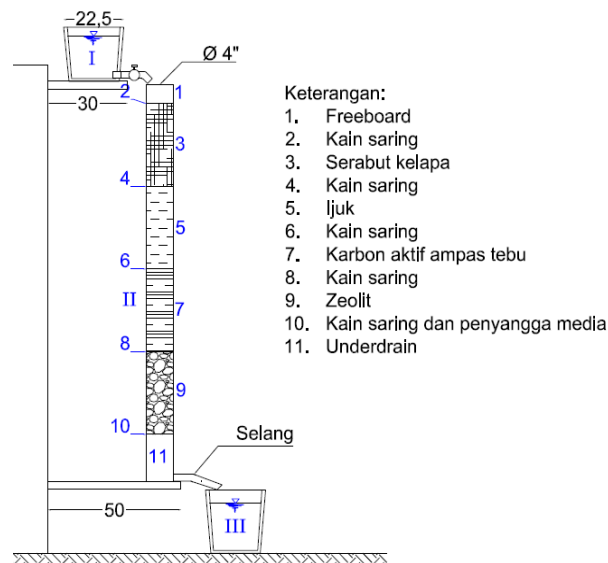 22,5
I
Ø 4"
30
2
1
3
4
5
6
II
7
8
9
10
11
Selang
50
III
Keterangan:
1. Freeboard
2. Kain saring
3. Serabut kelapa
4. Kain saring
5. Ijuk
6. Kain saring
7. Karbon aktif ampas tebu
8. Kain saring
9. Zeolit
10. Kain saring dan penyangga media
11. Underdrain